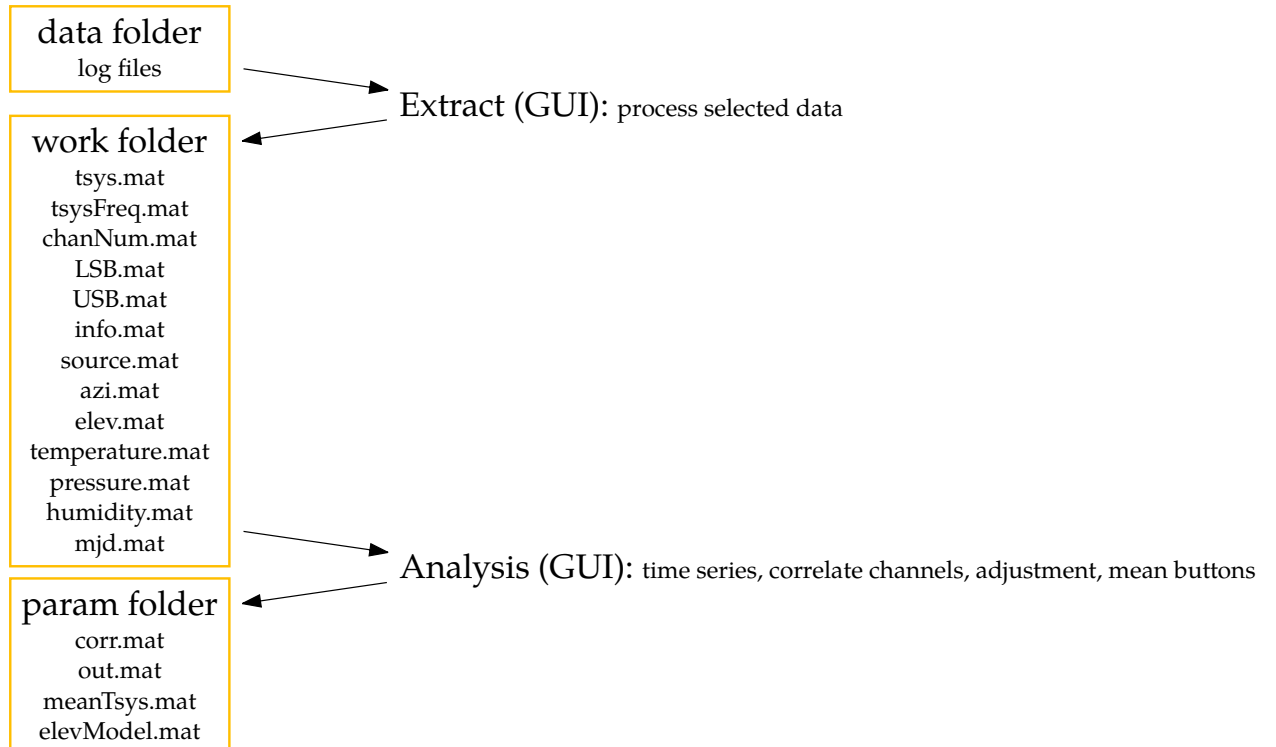 data folder
log files
Extract (GUI): process selected data
work folder
tsys.mat
tsysFreq.mat
chanNum.mat
LSB.mat
USB.mat
info.mat
source.mat
azi.mat
elev.mat
temperature.mat
pressure.mat
humidity.mat
mjd.mat
Analysis (GUI): time series, correlate channels, adjustment, mean buttons
param folder
corr.mat
out.mat
meanTsys.mat
elevModel.mat